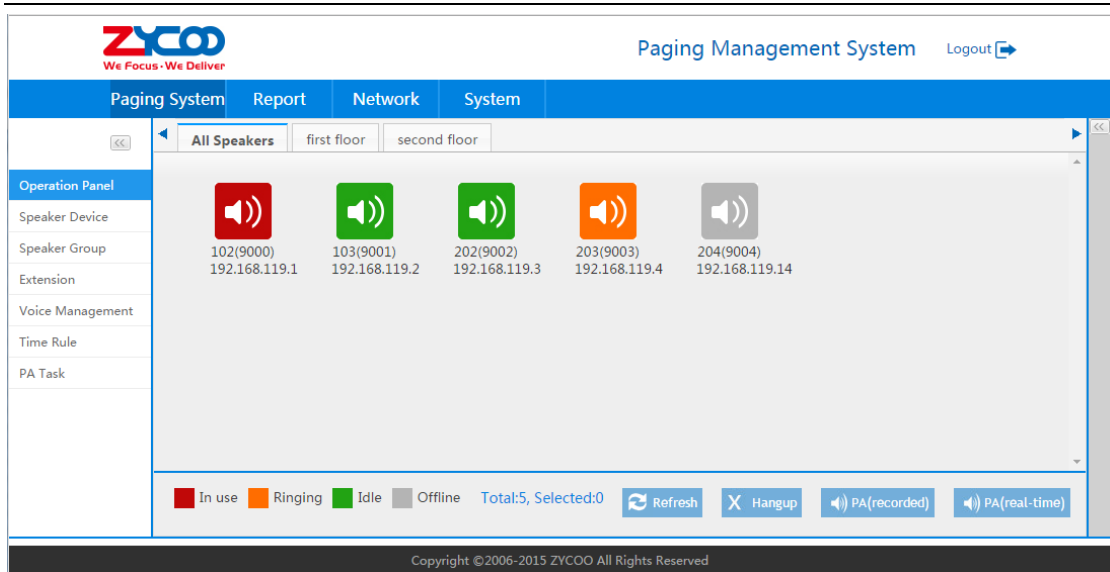 ZYCOO
We Focus·We Deliver
Paging Management System
Logout
Paging System
Report
Network
System
All Speakers
first floor
second floor
Operation Panel
Speaker Device
Speaker Group
Extension
Voice Management
Time Rule
PA Task
102(9000)
192.168.119.1
103(9001)
192.168.119.2
202(9002)
192.168.119.3
203(9003)
192.168.119.4
204(9004)
192.168.119.14
In use
Ringing
Idle
Offline
Total:5, Selected:0
Refresh
X Hangup
PA(recorded)
PA(real-time)
Copyright ©2006-2015 ZYCOO All Rights Reserved